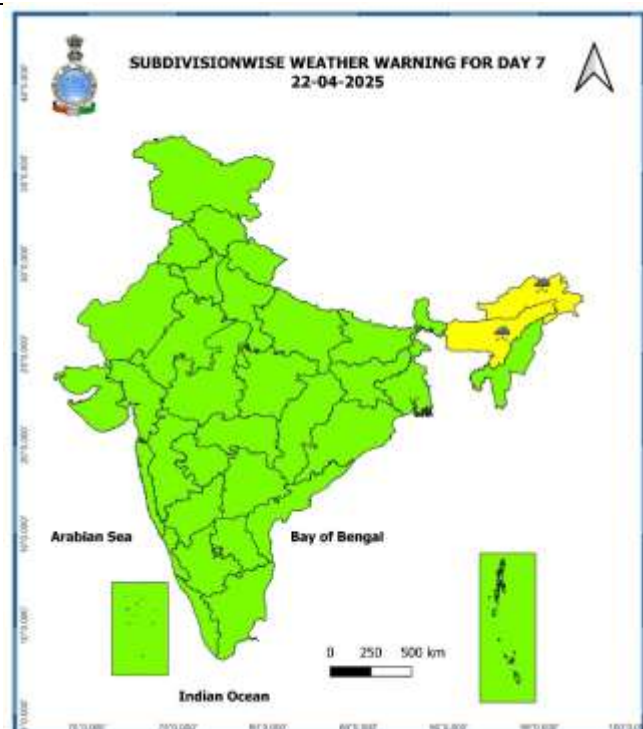 SUBDIVISIONWISE WEATHER WARNING FOR DAY 7
22-04-2025
Arabian Sea
Bay of Bengal
0 250 500 km
Indian Ocean